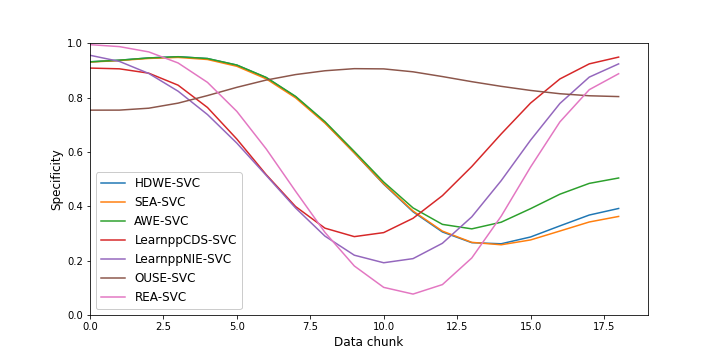 1.0
0.8
0.6
0.4
0.2
0.0
Specificity
HDWE-SVC
SEA-SVC
AWE-SVC
LearnppCDS-SVC
LearnppNIE-SVC
OUSE-SVC
REA-SVC
0.0 2.5 5.0 7.5 10.0 12.5 15.0 17.5
Data chunk